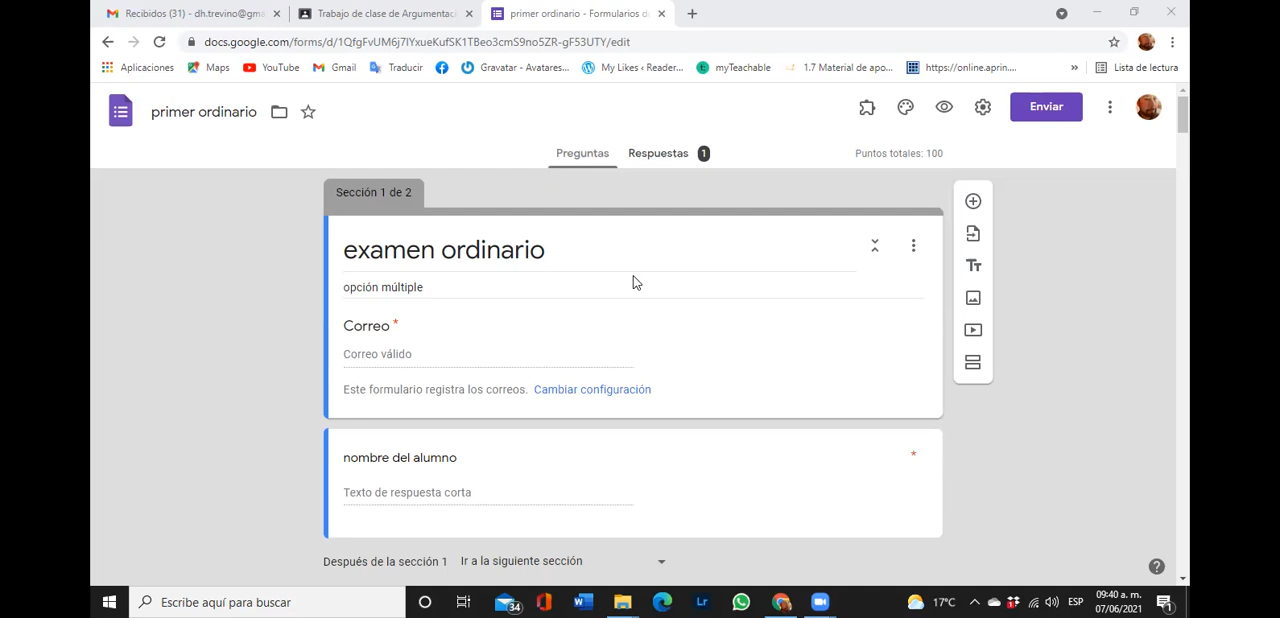 Recibidos (31) - dh.trevino@gma
Trabajo de clase de Argumentaci
primer ordinario - Formularios d
docs.google.com/forms/d/1QfgFvUM6j7lYxueKufSK1TBeo3cmS9no5ZR-gF53UTY/edit
Aplicaciones
Maps
YouTube
Gmail
Traducir
Gravatar - Avatares...
My Likes ‹ Reader...
myTeachable
1.7 Material de apo...
https://online.aprin....
»
Lista de lectura
primer ordinario
Enviar
Preguntas
Respuestas 1
Puntos totales: 100
Sección 1 de 2
examen ordinario
opción múltiple
Correo *
Correo válido
Este formulario registra los correos. Cambiar configuración
nombre del alumno *
Texto de respuesta corta
Después de la sección 1 Ir a la siguiente sección
Escribe aquí para buscar
34
Lr
17°C
ESP
09:40 a. m.
07/06/2021
1